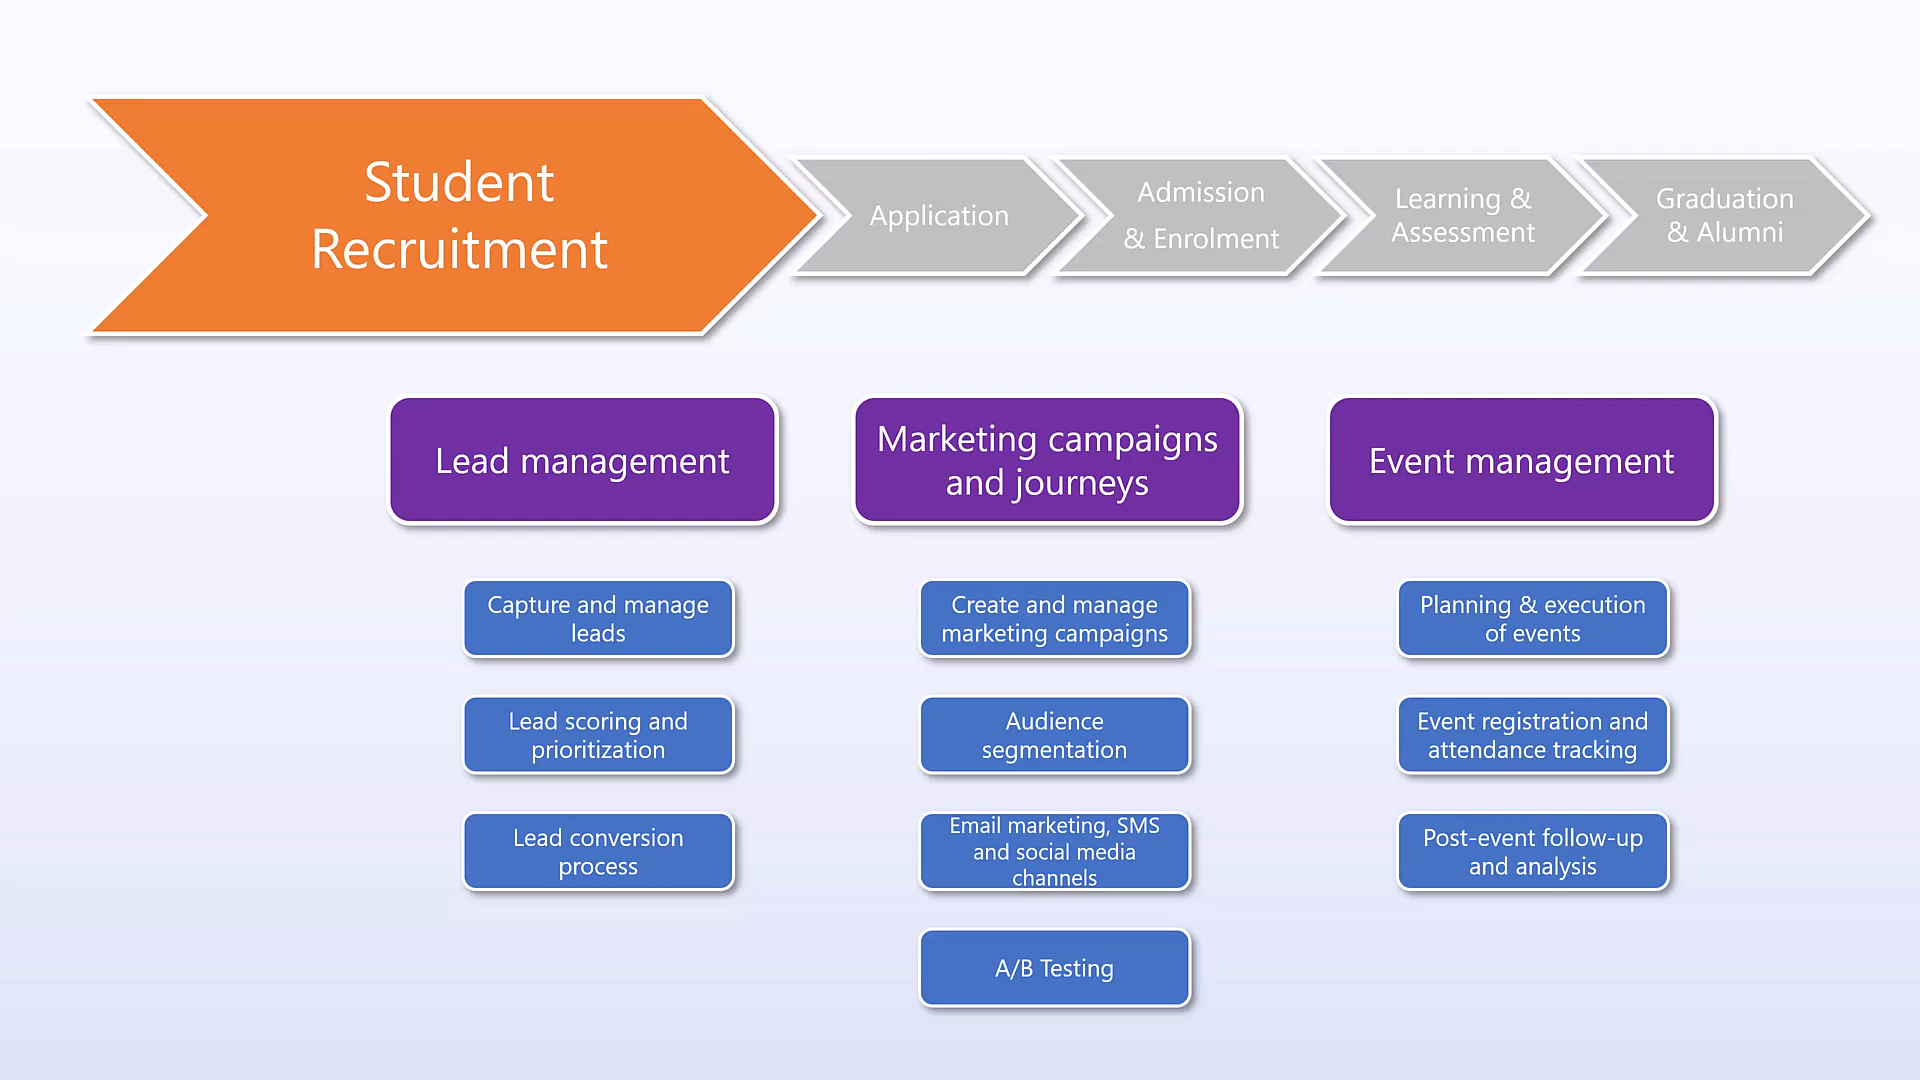 Student
Recruitment
Application
Admission
& Enrolment
Learning &
Assessment
Graduation
& Alumni
Lead management
Marketing campaigns
and journeys
Event management
Capture and manage
leads
Lead scoring and
prioritization
Lead conversion
process
Create and manage
marketing campaigns
Audience
segmentation
Email marketing, SMS
and social media
channels
A/B Testing
Planning & execution
of events
Event registration and
attendance tracking
Post-event follow-up
and analysis